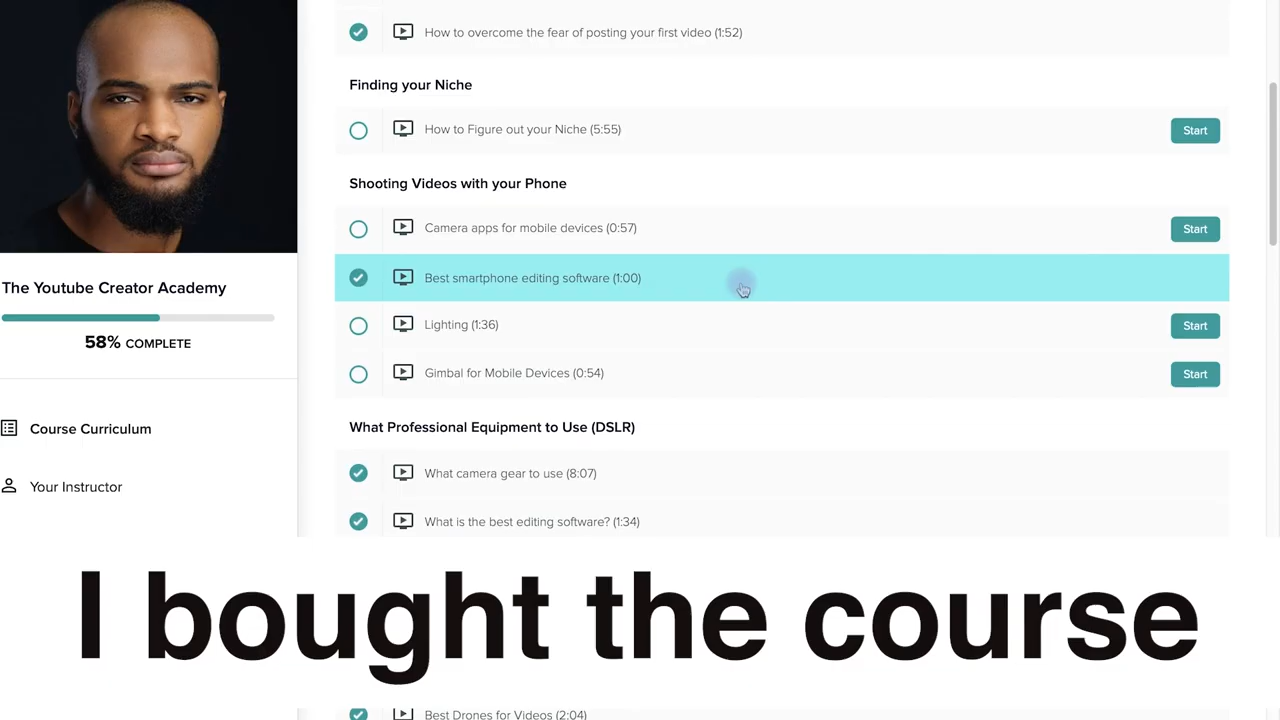 How to overcome the fear of posting your first video (1:52)
Finding your Niche
How to Figure out your Niche (5:55)
Start
Shooting Videos with your Phone
Camera apps for mobile devices (0:57)
Start
Best smartphone editing software (1:00)
The Youtube Creator Academy
Lighting (1:36)
Start
58% COMPLETE
Gimbal for Mobile Devices (0:54)
Start
Course Curriculum
What Professional Equipment to Use (DSLR)
What camera gear to use (8:07)
Your Instructor
What is the best editing software? (1:34)
I bought the course
Best Drones for Videos (2:04)